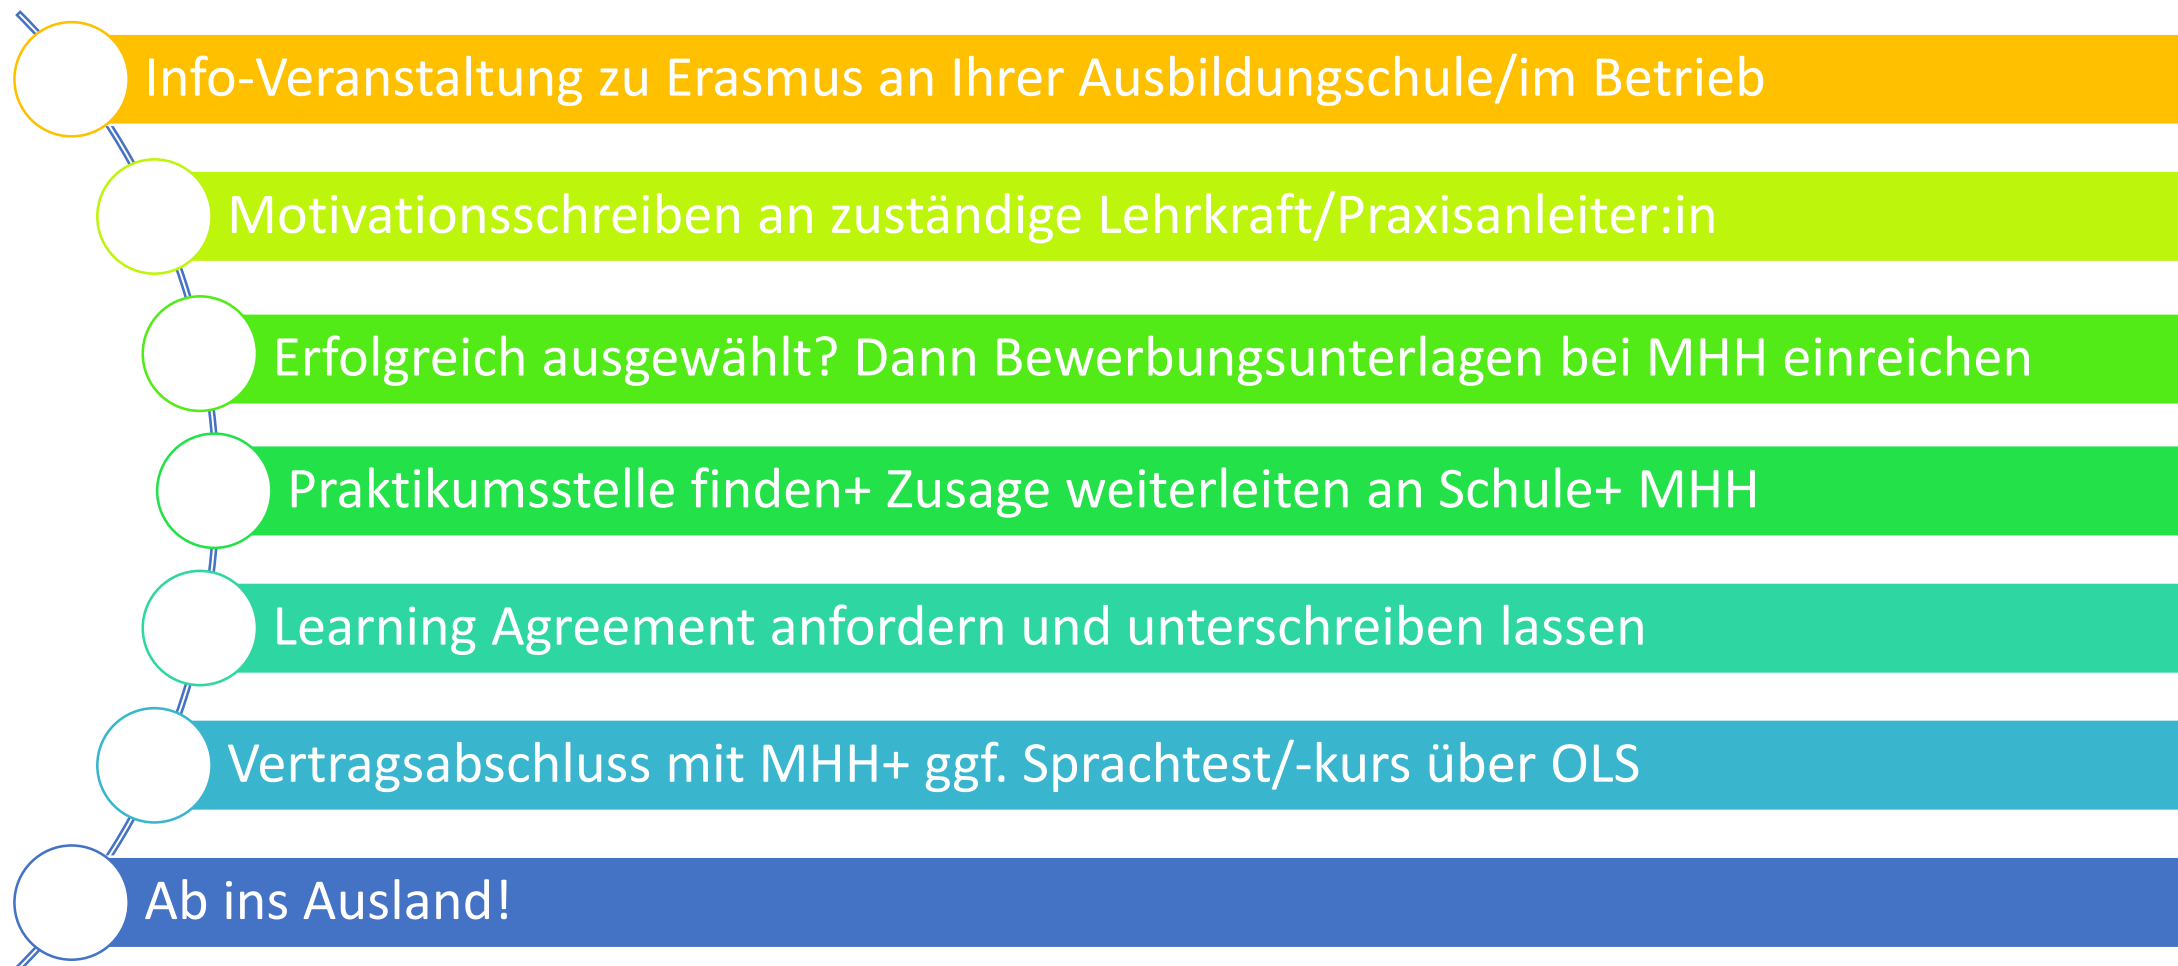 Info-Veranstaltung zu Erasmus an Ihrer Ausbildungschule/im Betrieb
Motivationsschreiben an zuständige Lehrkraft/Praxisanleiter:in
Erfolgreich ausgewählt? Dann Bewerbungsunterlagen bei MHH einreichen
Praktikumsstelle finden+ Zusage weiterleiten an Schule+ MHH
Learning Agreement anfordern und unterschreiben lassen
Vertragsabschluss mit MHH+ ggf. Sprachtest/-kurs über OLS
Ab ins Ausland!